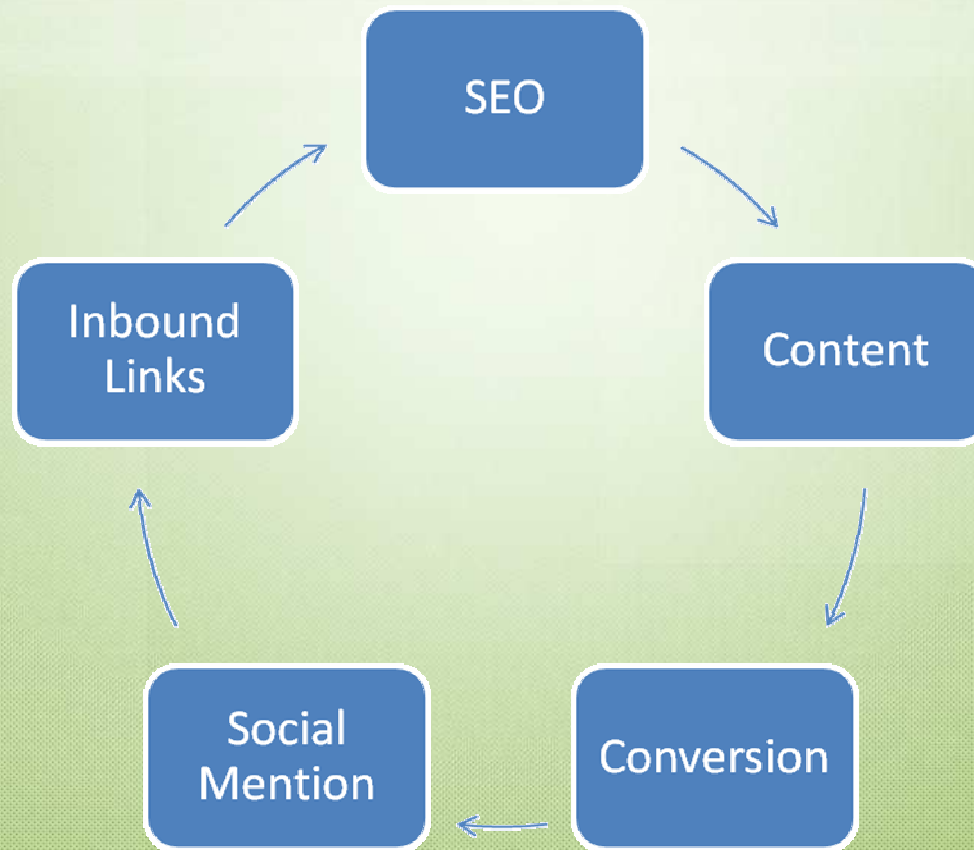 SEO
Content
Conversion
Social
Mention
Inbound
Links